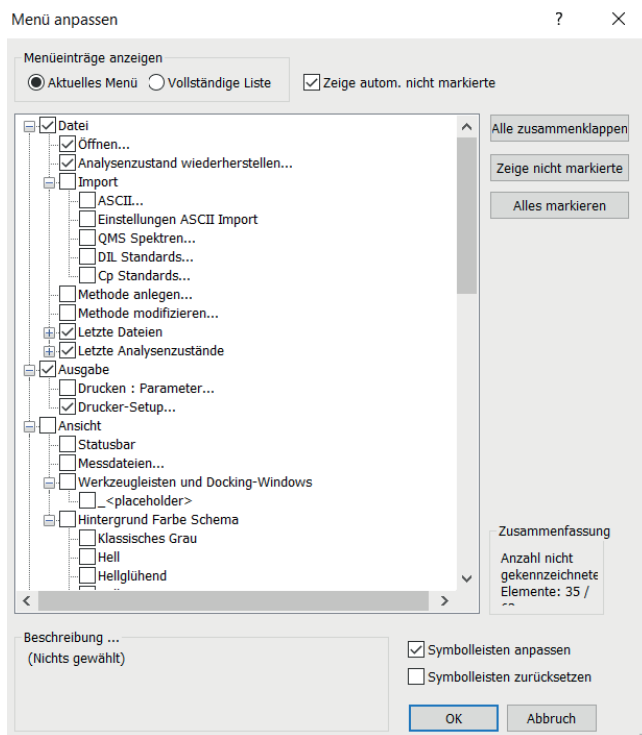 Menü anpassen
Menüeinträge anzeigen
Aktuelles Menü Vollständige Liste Zeige autom. nicht markierte
Datei
Öffnen...
Analysenzustand wiederherstellen...
Import
ASCII...
Einstellungen ASCII Import
QMS Spektren...
DIL Standards...
Cp Standards...
Methode anlegen...
Methode modifizieren...
Letzte Dateien
Letzte Analysenzustände
Ausgabe
Drucken : Parameter...
Drucker-Setup...
Ansicht
Statusbar
Messdateien...
Werkzeugleisten und Docking-Windows
_<placeholder>
Hintergrund Farbe Schema
Klassisches Grau
Hell
Hellglühend
Alle zusammenklappen
Zeige nicht markierte
Alles markieren
Zusammenfassung
Anzahl nicht
gekennzeichnete
Elemente: 35 /
Beschreibung ...
(Nichts gewählt)
Symbolleisten anpassen
Symbolleisten zurücksetzen
OK Abbruch